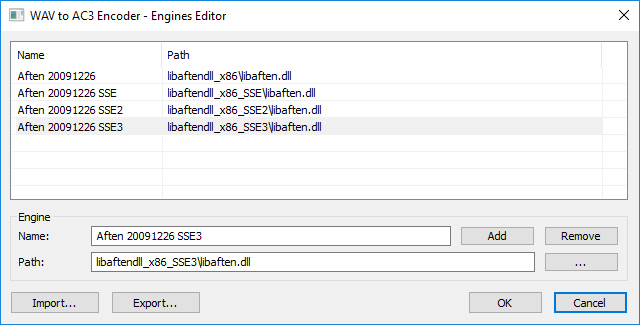 WAV to AC3 Encoder - Engines Editor
Name Path
Aften 20091226 libaftendll_x86\libaften.dll
Aften 20091226 SSE libaftendll_x86_SSE\libaften.dll
Aften 20091226 SSE2 libaftendll_x86_SSE2\libaften.dll
Aften 20091226 SSE3 libaftendll_x86_SSE3\libaften.dll
Engine
Name: Aften 20091226 SSE3 Add Remove
Path: libaftendll_x86_SSE3\libaften.dll ...
Import... Export... OK Cancel